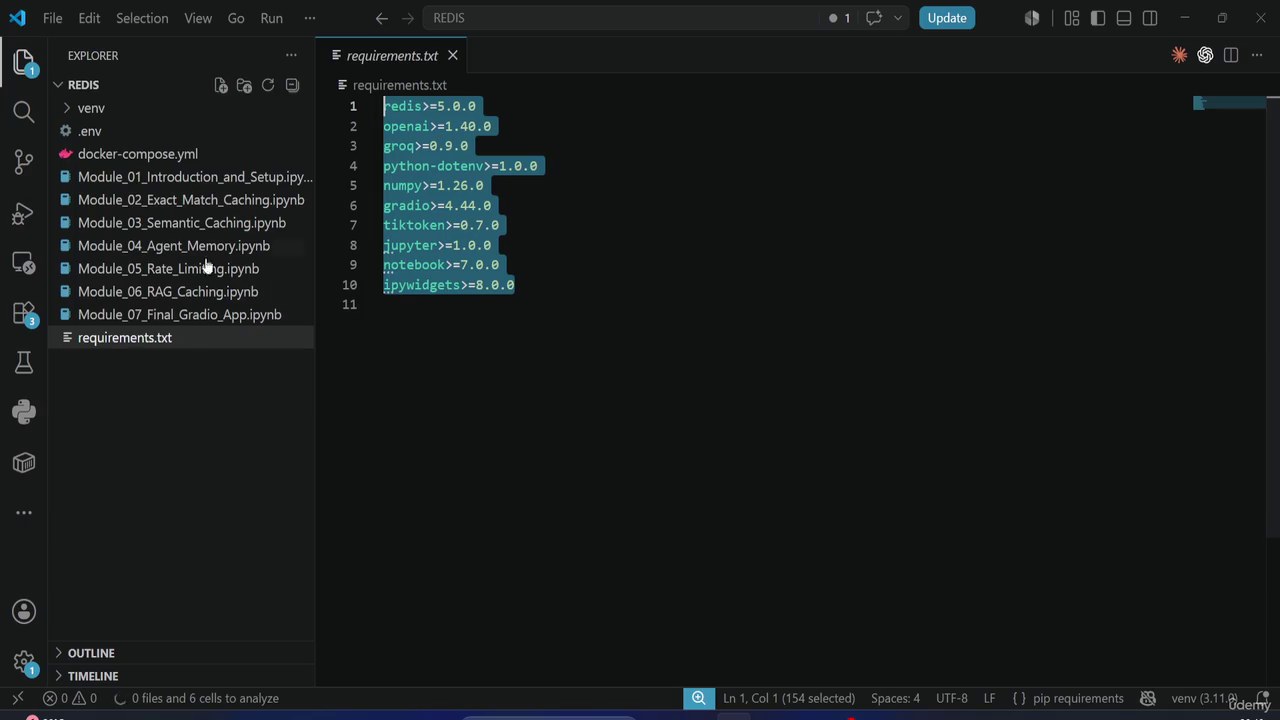 File Edit Selection View Go Run ··· REDIS 1 Update
EXPLORER ···
REDIS
venv
.env
docker-compose.yml
Module_01_Introduction_and_Setup.ipy...
Module_02_Exact_Match_Caching.ipynb
Module_03_Semantic_Caching.ipynb
Module_04_Agent_Memory.ipynb
Module_05_Rate_Limiting.ipynb
Module_06_RAG_Caching.ipynb
Module_07_Final_Gradio_App.ipynb
requirements.txt
OUTLINE
TIMELINE
1
3
1
requirements.txt
requirements.txt
1 redis>=5.0.0
2 openai>=1.40.0
3 groq>=0.9.0
4 python-dotenv>=1.0.0
5 numpy>=1.26.0
6 gradio>=4.44.0
7 tiktoken>=0.7.0
8 jupyter>=1.0.0
9 notebook>=7.0.0
10 ipywidgets>=8.0.0
11
0 0 0 files and 6 cells to analyze Ln 1, Col 1 (154 selected) Spaces: 4 UTF-8 LF { } pip requirements venv (3.11.9)
Udemy